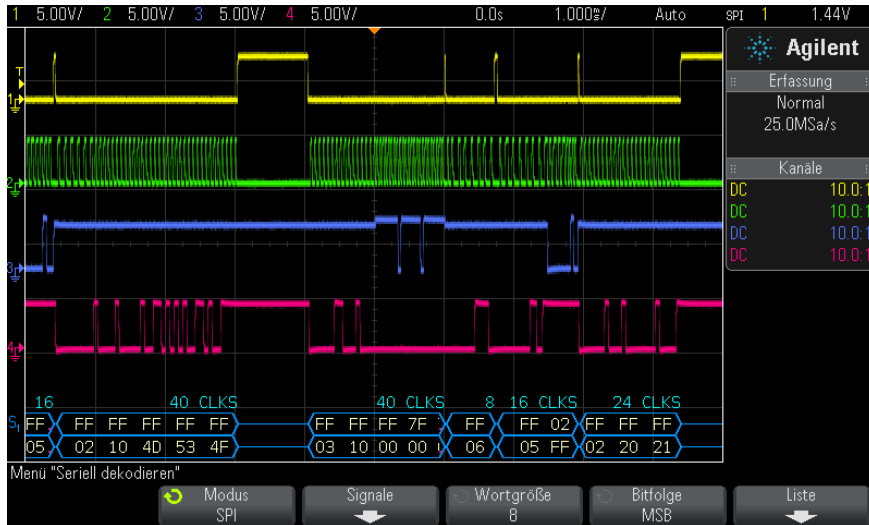 1 5.00V/ 2 5.00V/ 3 5.00V/ 4 5.00V/ 0.0s 1.000㎳/ Auto SPI 1 1.44V
Agilent
Erfassung
Normal
25.0MSa/s
Kanäle
DC 10.0:1
DC 10.0:1
DC 10.0:1
DC 10.0:1
T
1
2
3
4
16 40 CLKS 40 CLKS 8 16 CLKS 24 CLKS
S1 FF FF FF FF FF FF FF FF FF 7F FF FF 02 FF FF FF
05 02 10 4D 53 4F 03 10 00 00 06 05 FF 02 20 21
Menü "Seriell dekodieren"
Modus Signale Wortgröße Bitfolge Liste
SPI 8 MSB